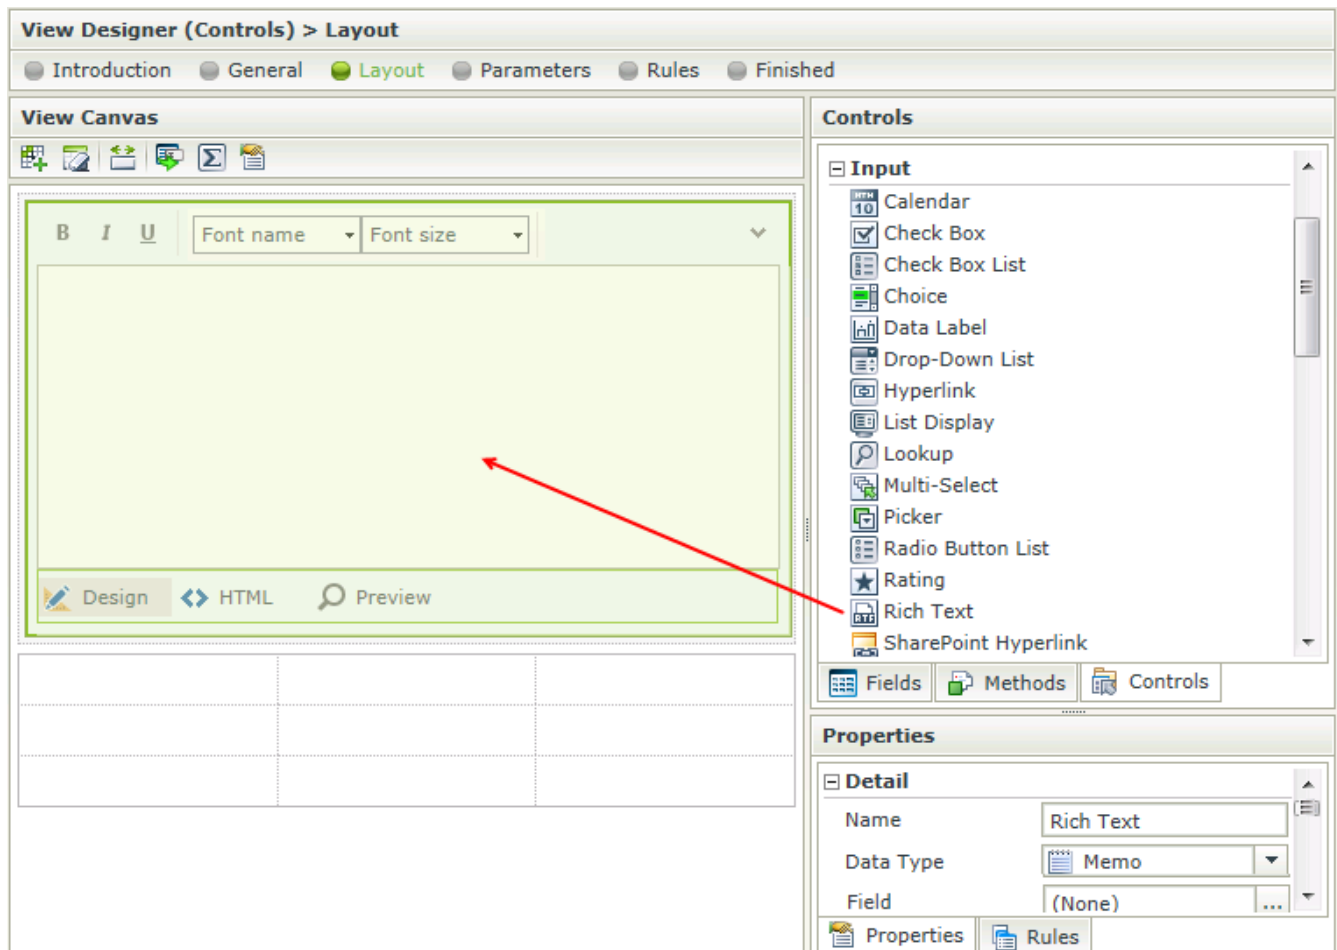 View Designer (Controls) > Layout
Introduction General Layout Parameters Rules Finished
View Canvas
B I U Font name Font size
Design HTML Preview
Controls
Input
Calendar
Check Box
Check Box List
Choice
Data Label
Drop-Down List
Hyperlink
List Display
Lookup
Multi-Select
Picker
Radio Button List
Rating
Rich Text
SharePoint Hyperlink
Fields Methods Controls
Properties
Detail
Name Rich Text
Data Type Memo
Field (None) ...
Properties Rules